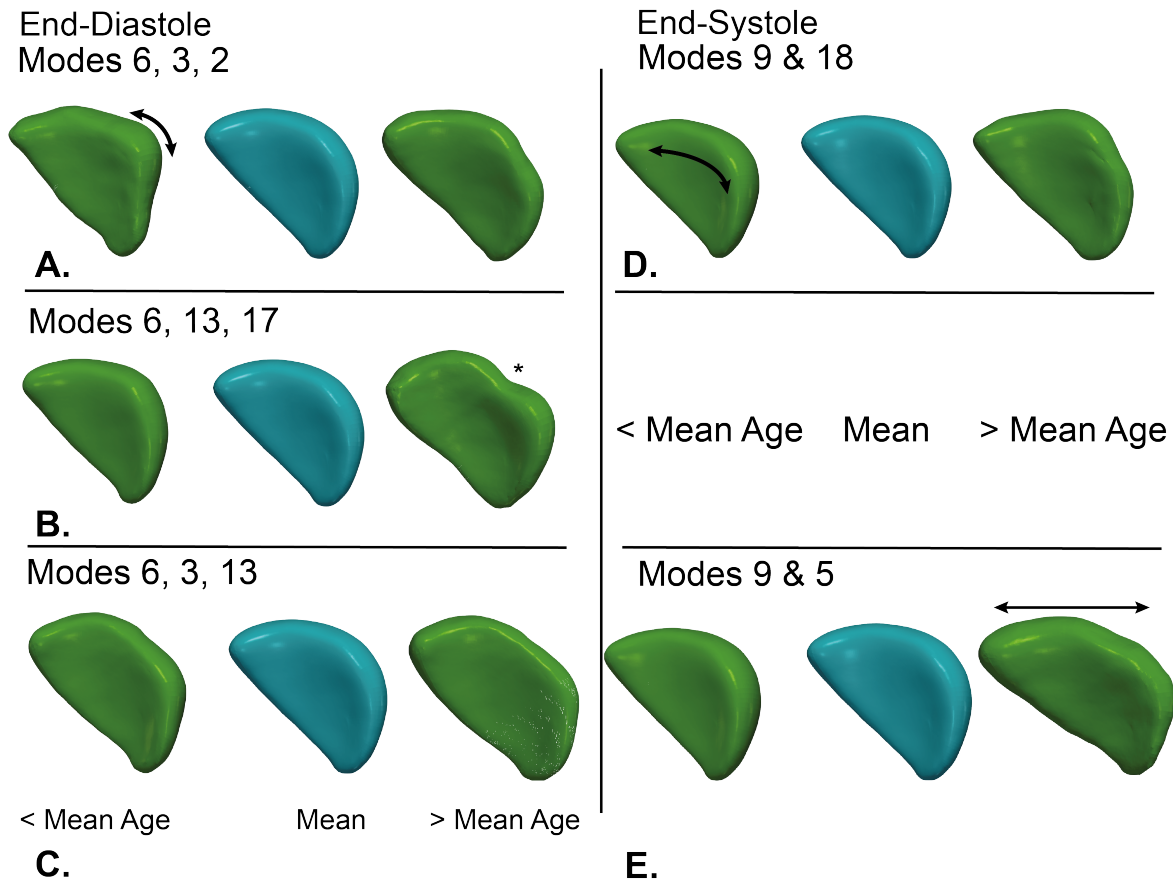 End-Diastole
Modes 6, 3, 2
A.
Modes 6, 13, 17
*
B.
Modes 6, 3, 13
< Mean Age Mean > Mean Age
C.
End-Systole
Modes 9 & 18
D.
< Mean Age Mean > Mean Age
Modes 9 & 5
E.